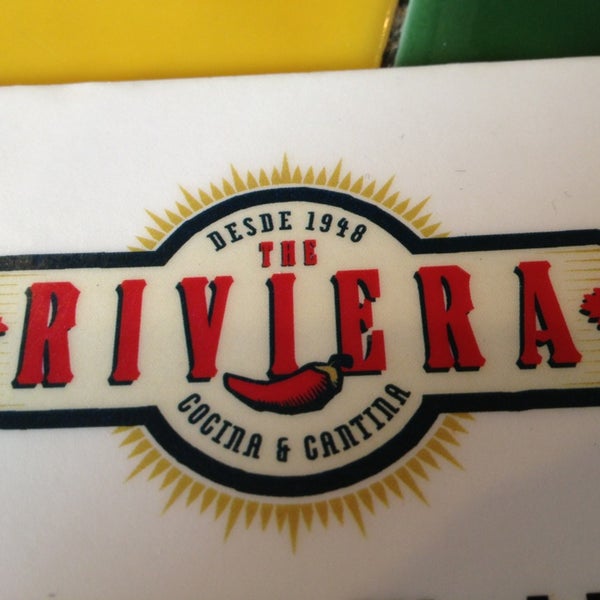 DESDE 1948
THE
RIVIERA
COCINA & CANTINA